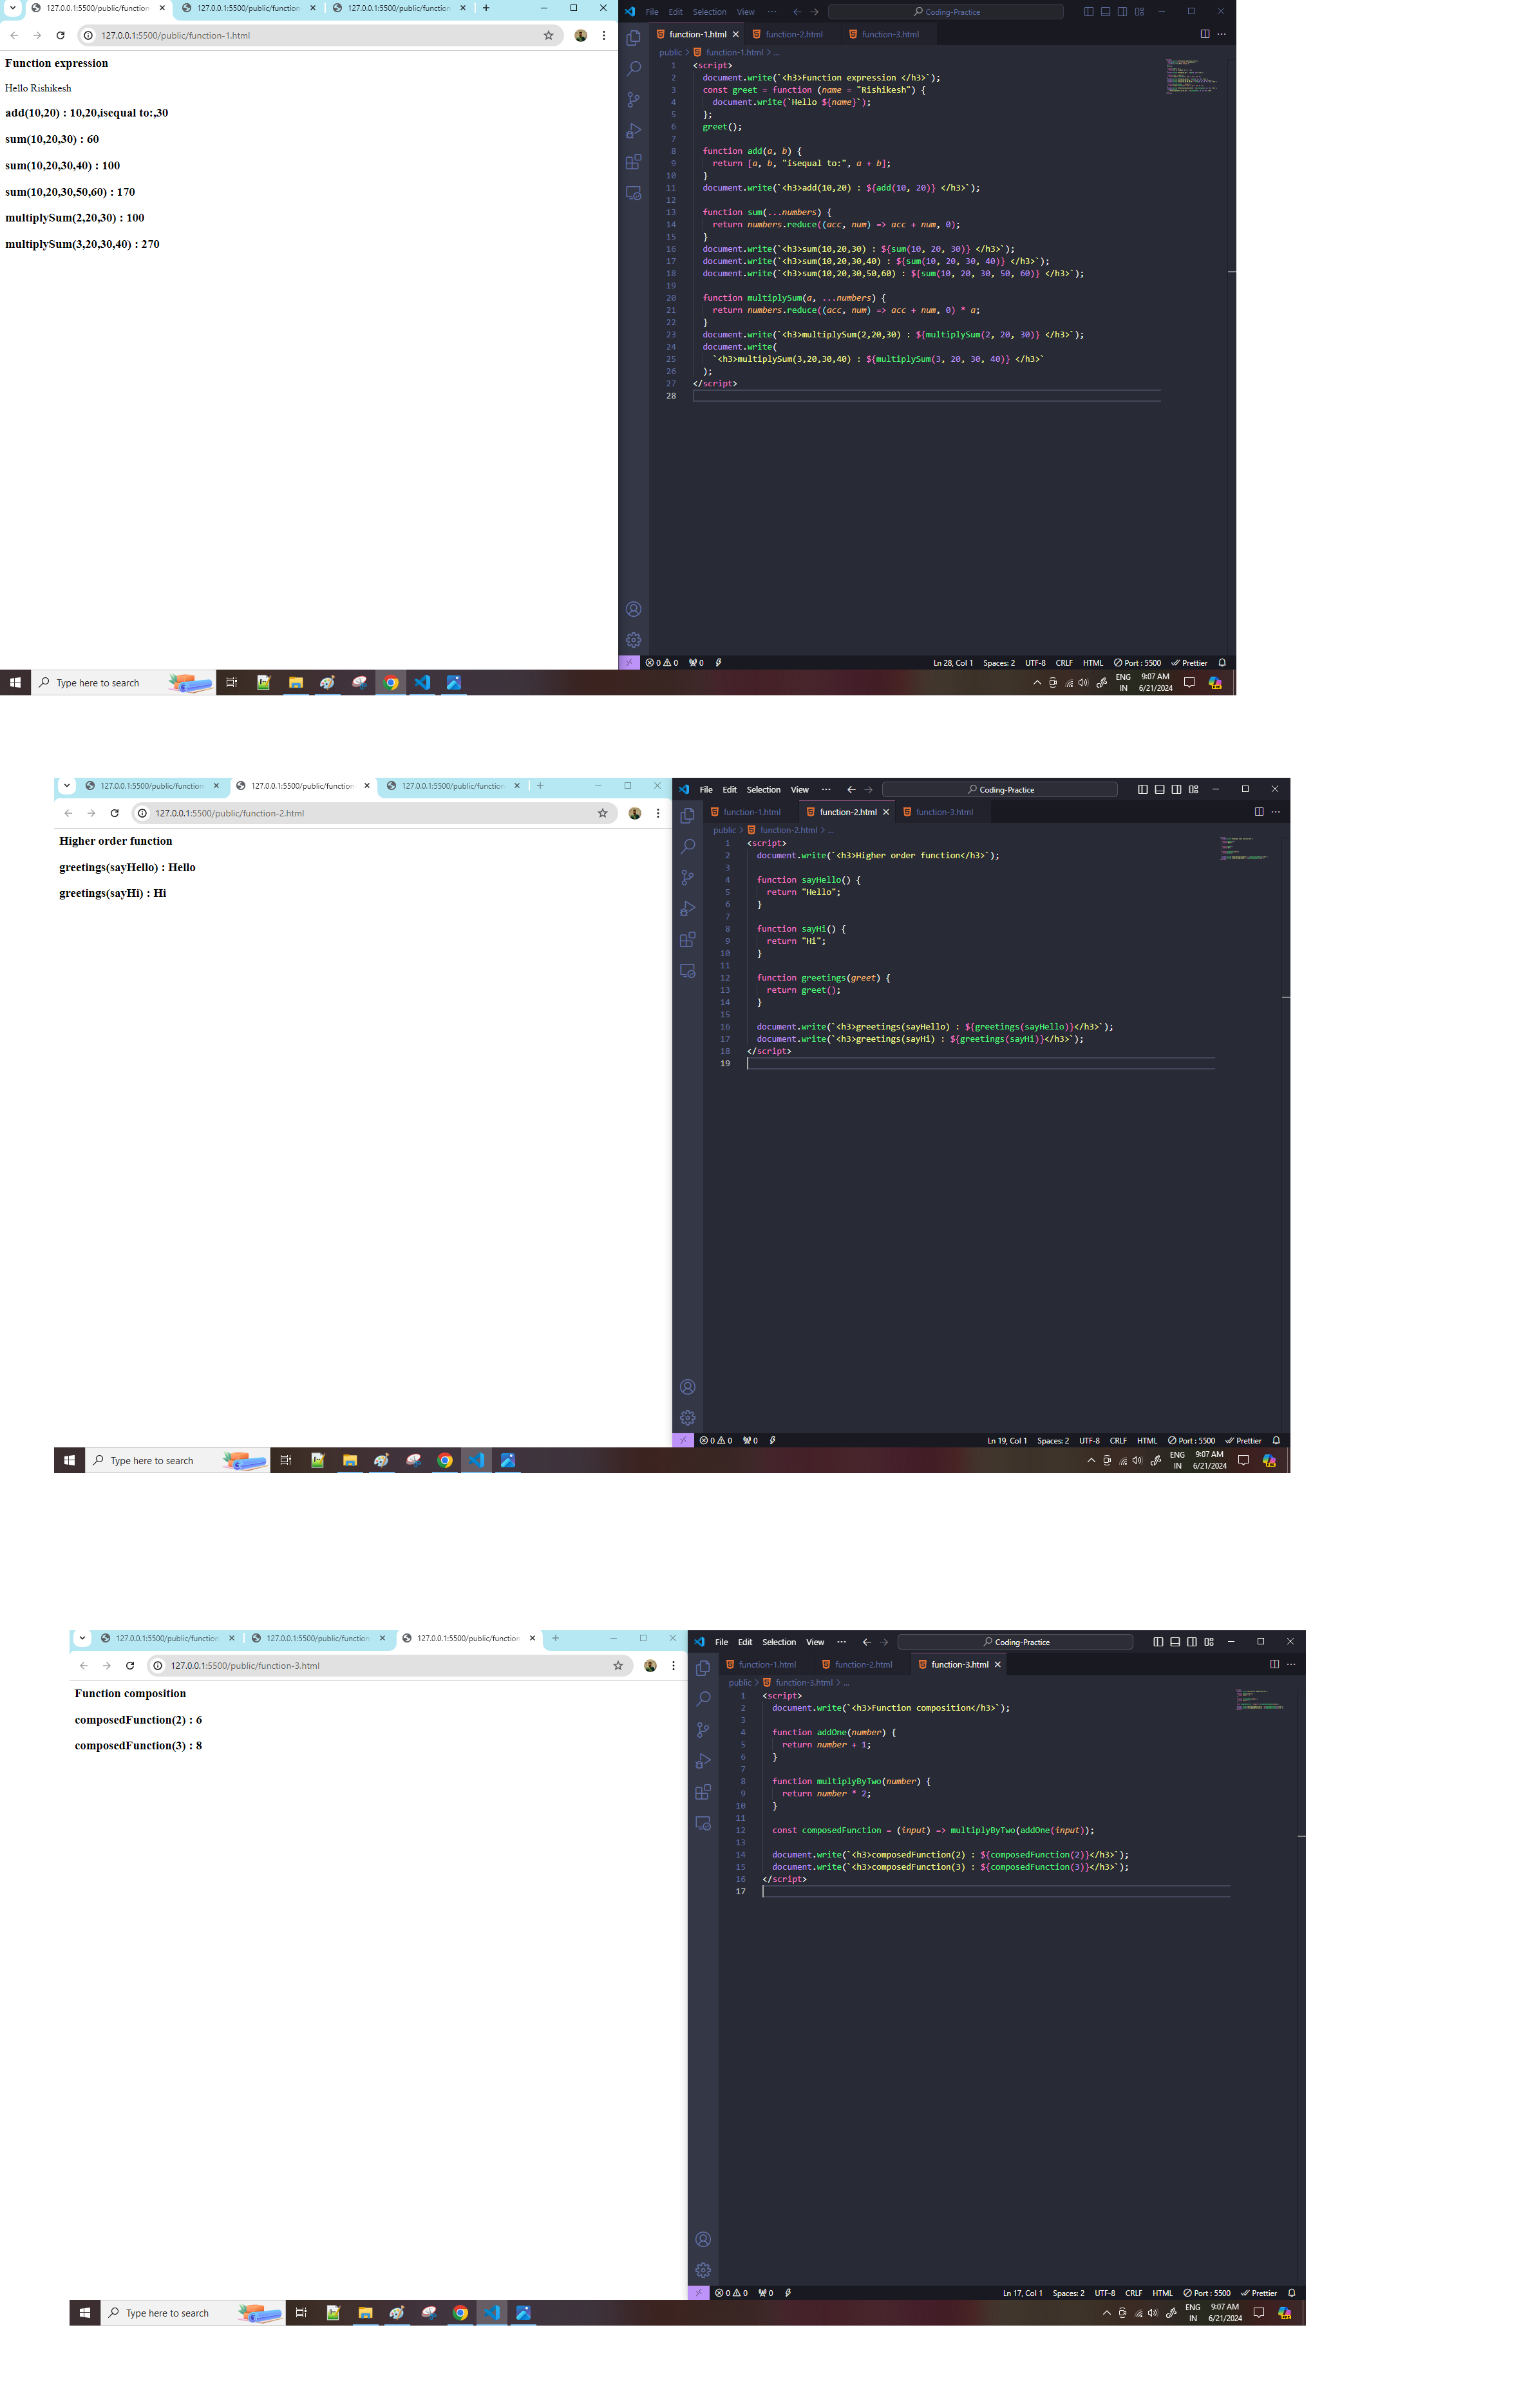 127.0.0.1:5500/public/function-
127.0.0.1:5500/public/function-
127.0.0.1:5500/public/function-
127.0.0.1:5500/public/function-1.html
Function expression
Hello Rishikesh
add(10,20) : 10,20,isequal to:,30
sum(10,20,30) : 60
sum(10,20,30,40) : 100
sum(10,20,30,50,60) : 170
multiplySum(2,20,30) : 100
multiplySum(3,20,30,40) : 270
File Edit Selection View ... Coding-Practice
function-1.html function-2.html function-3.html
public > function-1.html > ...
1 <script>
2 document.write(`<h3>Function expression </h3>`);
3 const greet = function (name = "Rishikesh") {
4 document.write(`Hello ${name}`);
5 };
6 greet();
7
8 function add(a, b) {
9 return [a, b, "isequal to:", a + b];
10 }
11 document.write(`<h3>add(10,20) : ${add(10, 20)} </h3>`);
12
13 function sum(...numbers) {
14 return numbers.reduce((acc, num) => acc + num, 0);
15 }
16 document.write(`<h3>sum(10,20,30) : ${sum(10, 20, 30)} </h3>`);
17 document.write(`<h3>sum(10,20,30,40) : ${sum(10, 20, 30, 40)} </h3>`);
18 document.write(`<h3>sum(10,20,30,50,60) : ${sum(10, 20, 30, 50, 60)} </h3>`);
19
20 function multiplySum(a, ...numbers) {
21 return numbers.reduce((acc, num) => acc + num, 0) * a;
22 }
23 document.write(`<h3>multiplySum(2,20,30) : ${multiplySum(2, 20, 30)} </h3>`);
24 document.write(
25 `<h3>multiplySum(3,20,30,40) : ${multiplySum(3, 20, 30, 40)} </h3>`
26 );
27 </script>
28
0 0 0 Ln 28, Col 1 Spaces: 2 UTF-8 CRLF HTML Port : 5500 Prettier
Type here to search
ENG
IN
9:07 AM
6/21/2024
127.0.0.1:5500/public/function-
127.0.0.1:5500/public/function-
127.0.0.1:5500/public/function-
127.0.0.1:5500/public/function-2.html
Higher order function
greetings(sayHello) : Hello
greetings(sayHi) : Hi
File Edit Selection View ... Coding-Practice
function-1.html function-2.html function-3.html
public > function-2.html > ...
1 <script>
2 document.write(`<h3>Higher order function</h3>`);
3
4 function sayHello() {
5 return "Hello";
6 }
7
8 function sayHi() {
9 return "Hi";
10 }
11
12 function greetings(greet) {
13 return greet();
14 }
15
16 document.write(`<h3>greetings(sayHello) : ${greetings(sayHello)}</h3>`);
17 document.write(`<h3>greetings(sayHi) : ${greetings(sayHi)}</h3>`);
18 </script>
19
0 0 0 Ln 19, Col 1 Spaces: 2 UTF-8 CRLF HTML Port : 5500 Prettier
Type here to search
ENG
IN
9:07 AM
6/21/2024
127.0.0.1:5500/public/function-
127.0.0.1:5500/public/function-
127.0.0.1:5500/public/function-
127.0.0.1:5500/public/function-3.html
Function composition
composedFunction(2) : 6
composedFunction(3) : 8
File Edit Selection View ... Coding-Practice
function-1.html function-2.html function-3.html
public > function-3.html > ...
1 <script>
2 document.write(`<h3>Function composition</h3>`);
3
4 function addOne(number) {
5 return number + 1;
6 }
7
8 function multiplyByTwo(number) {
9 return number * 2;
10 }
11
12 const composedFunction = (input) => multiplyByTwo(addOne(input));
13
14 document.write(`<h3>composedFunction(2) : ${composedFunction(2)}</h3>`);
15 document.write(`<h3>composedFunction(3) : ${composedFunction(3)}</h3>`);
16 </script>
17
0 0 0 Ln 17, Col 1 Spaces: 2 UTF-8 CRLF HTML Port : 5500 Prettier
Type here to search
ENG
IN
9:07 AM
6/21/2024